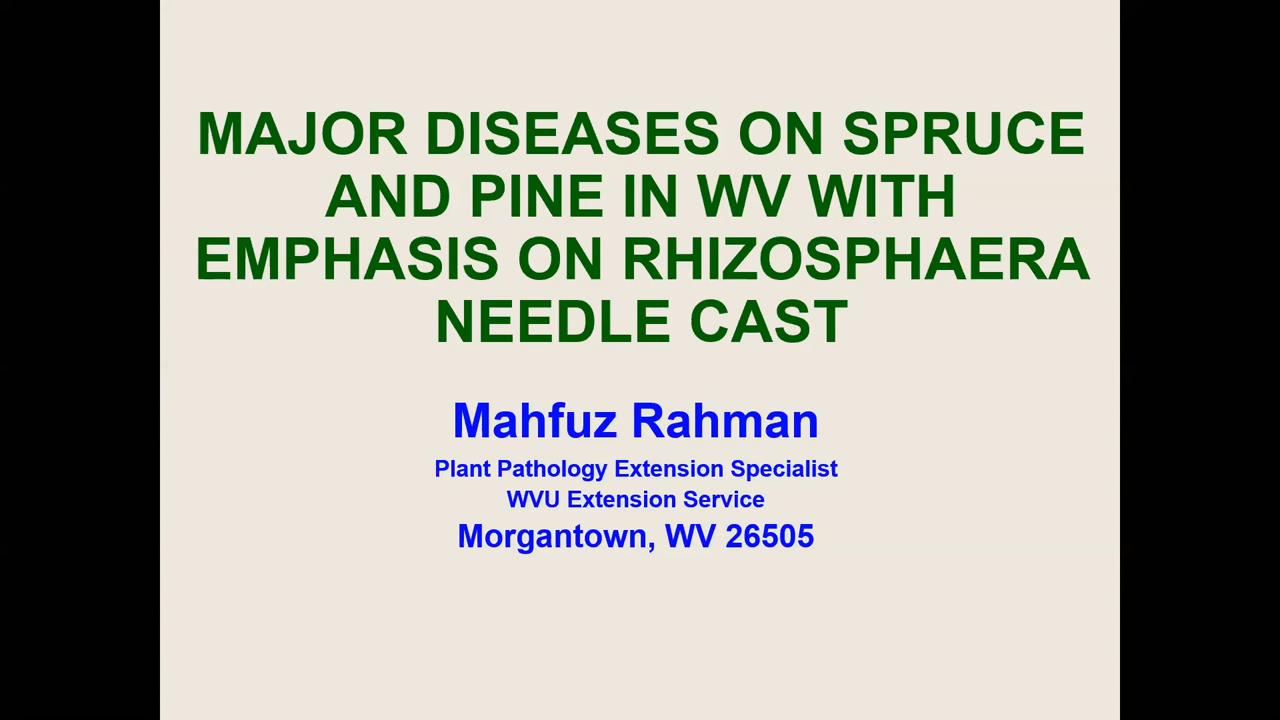 MAJOR DISEASES ON SPRUCE
AND PINE IN WV WITH
EMPHASIS ON RHIZOSPHAERA
NEEDLE CAST
Mahfuz Rahman
Plant Pathology Extension Specialist
WVU Extension Service
Morgantown, WV 26505